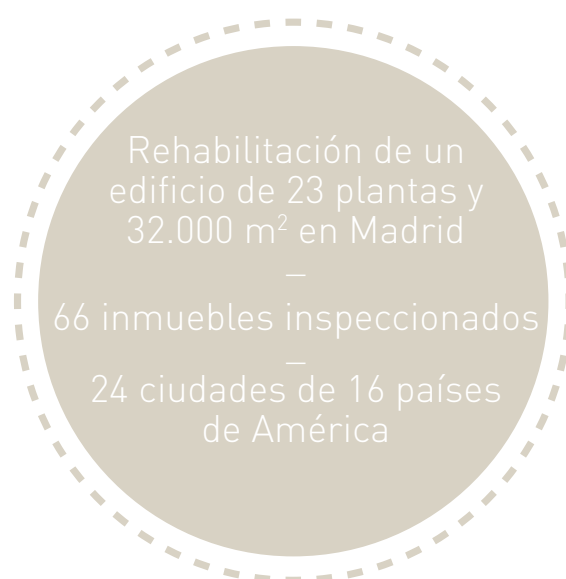 Rehabilitación de un
edificio de 23 plantas y
32.000 m² en Madrid
—
66 inmuebles inspeccionados
—
24 ciudades de 16 países
de América